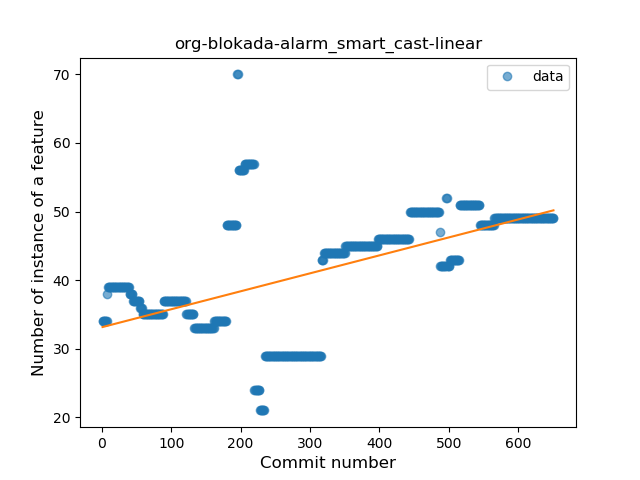 org-blokada-alarm_smart_cast-linear
data
Number of instance of a feature
70
60
50
40
30
20
0 100 200 300 400 500 600
Commit number